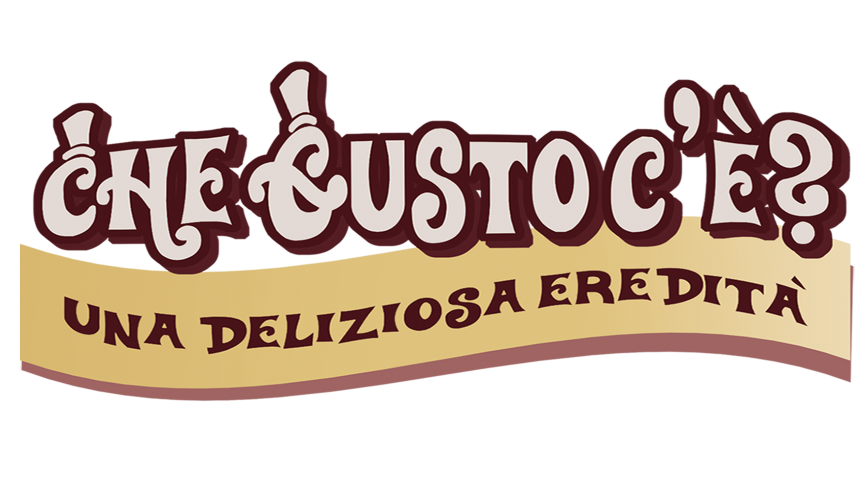 CHE GUSTO C'È?
UNA DELIZIOSA EREDITÀ